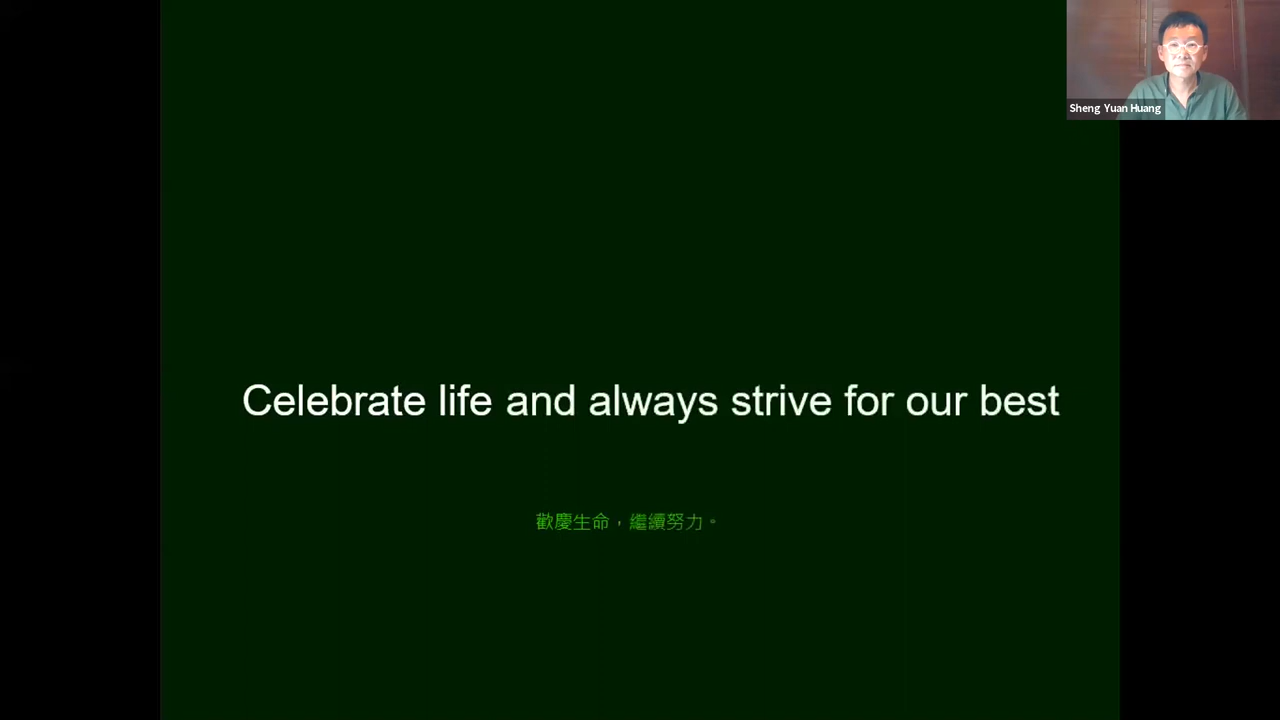 Sheng Yuan Huang
Celebrate life and always strive for our best
歡慶生命，繼續努力。